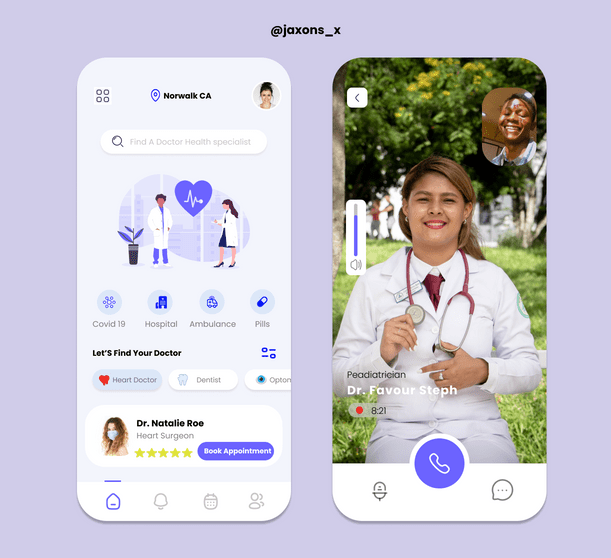 @jaxons_x
Norwalk CA
Find A Doctor Health specialist
Covid 19
Hospital
Ambulance
Pills
Let'S Find Your Doctor
Heart Doctor
Dentist
Opton
Dr. Natalie Roe
Heart Surgeon
Book Appointment
Peadiatrician
Dr. Favour Steph
8:21